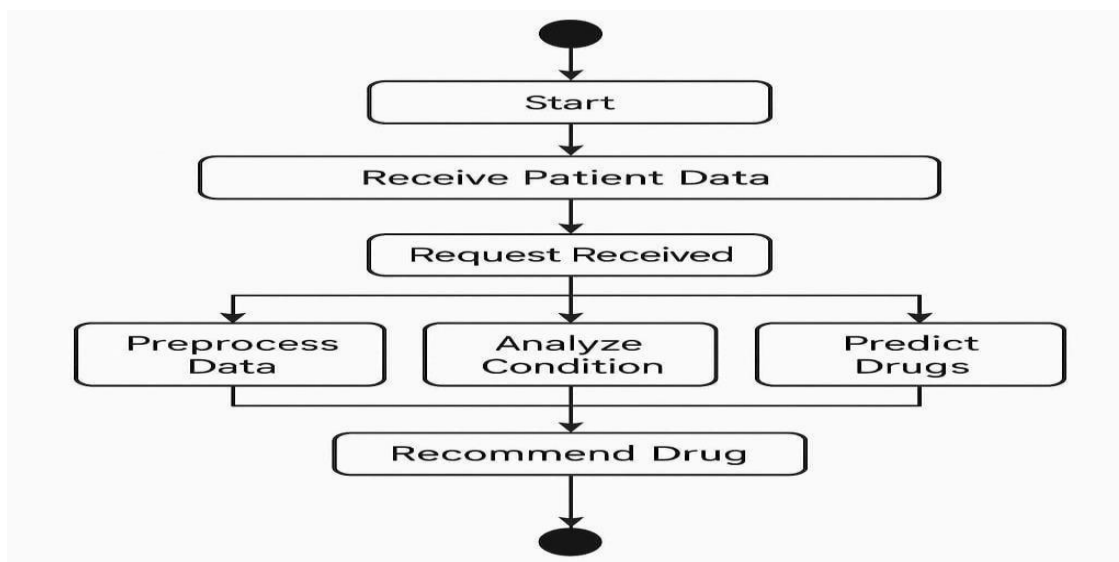 Start
Receive Patient Data
Request Received
Preprocess
Data
Analyze
Condition
Predict
Drugs
Recommend Drug